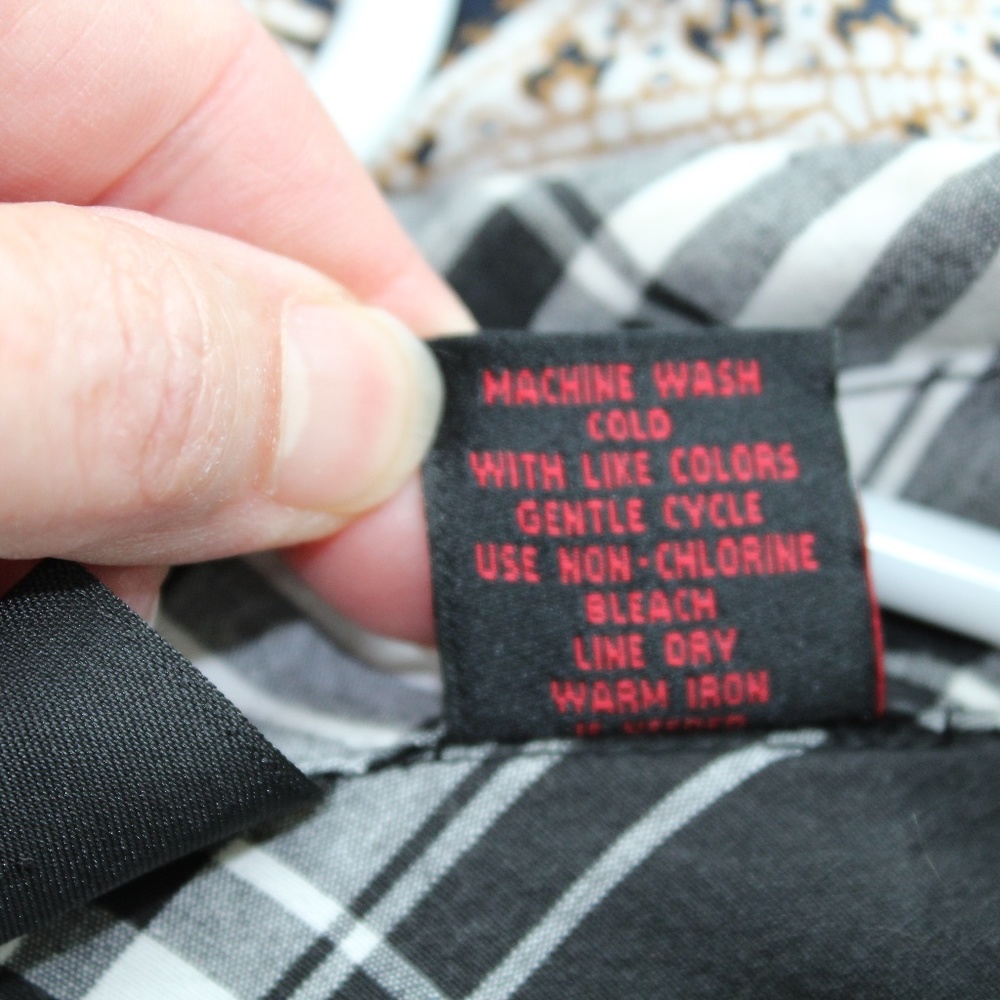 MACHINE WASH
COLD
WITH LIKE COLORS
GENTLE CYCLE
USE NON-CHLORINE
BLEACH
LINE DRY
WARM IRON